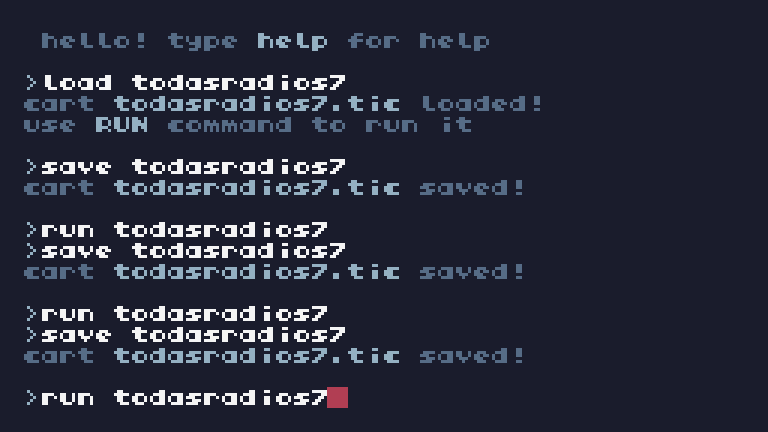 hello! type help for help
>load todasradios7
cart todasradios7.tic loaded!
use RUN command to run it
>save todasradios7
cart todasradios7.tic saved!
>run todasradios7
>save todasradios7
cart todasradios7.tic saved!
>run todasradios7
>save todasradios7
cart todasradios7.tic saved!
>run todasradios7